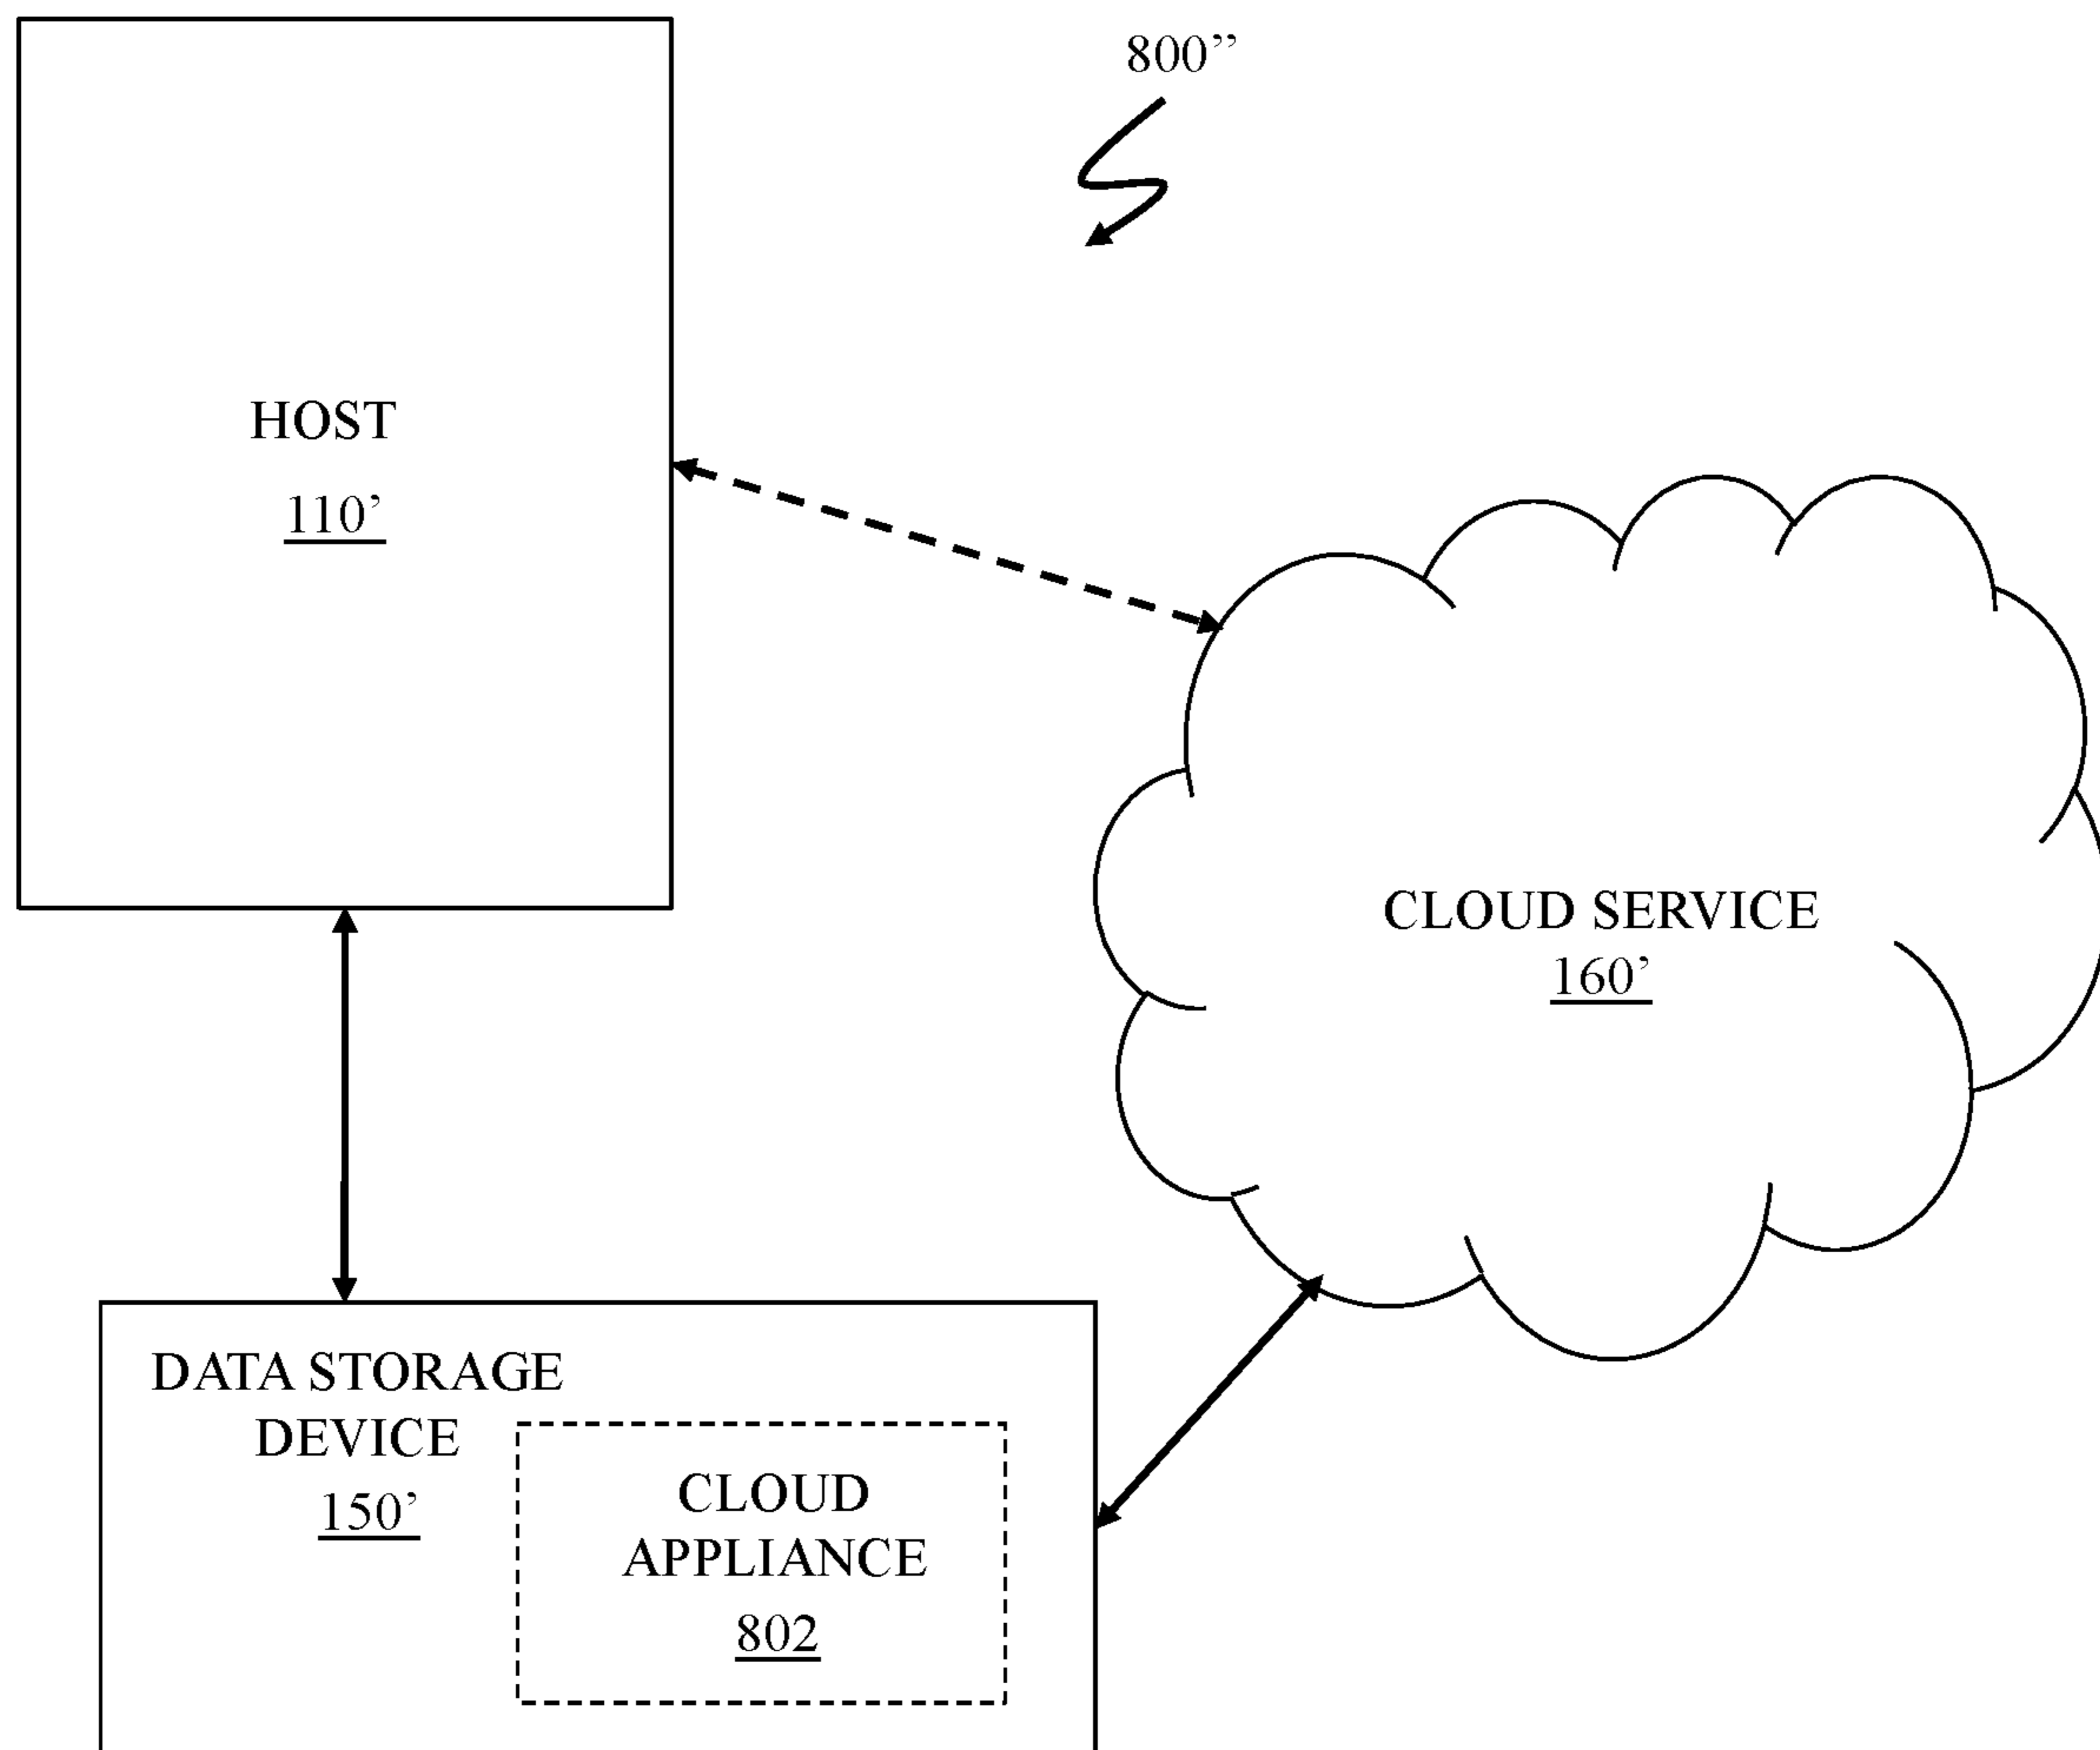 800”
HOST
110’
CLOUD SERVICE
160’
DATA STORAGE
DEVICE
150’
CLOUD
APPLIANCE
802